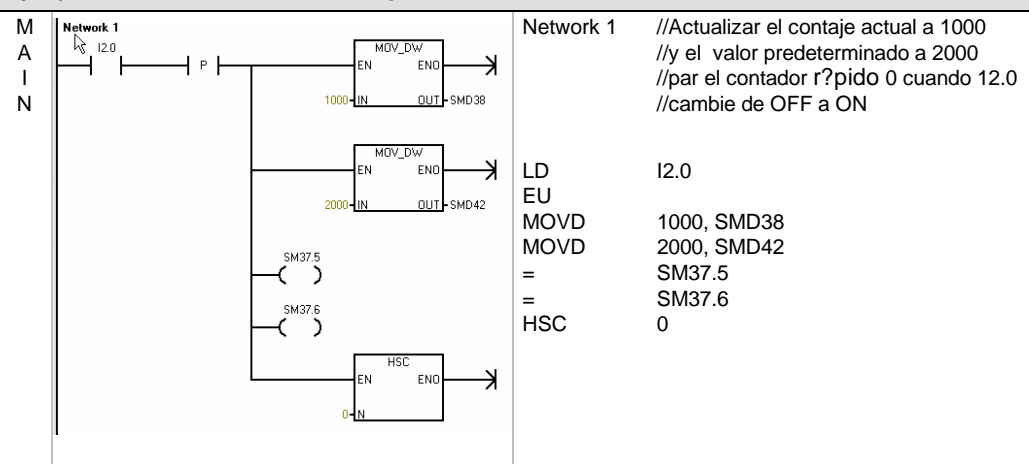 M
A
I
N
Network 1
I2.0
P
MOV_DW
EN ENO
1000 IN OUT SMD38
MOV_DW
EN ENO
2000 IN OUT SMD42
SM37.5
SM37.6
HSC
EN ENO
0 N
Network 1 //Actualizar el contaje actual a 1000
//y el valor predeterminado a 2000
//par el contador r?pido 0 cuando 12.0
//cambie de OFF a ON
LD I2.0
EU
MOVD 1000, SMD38
MOVD 2000, SMD42
= SM37.5
= SM37.6
HSC 0